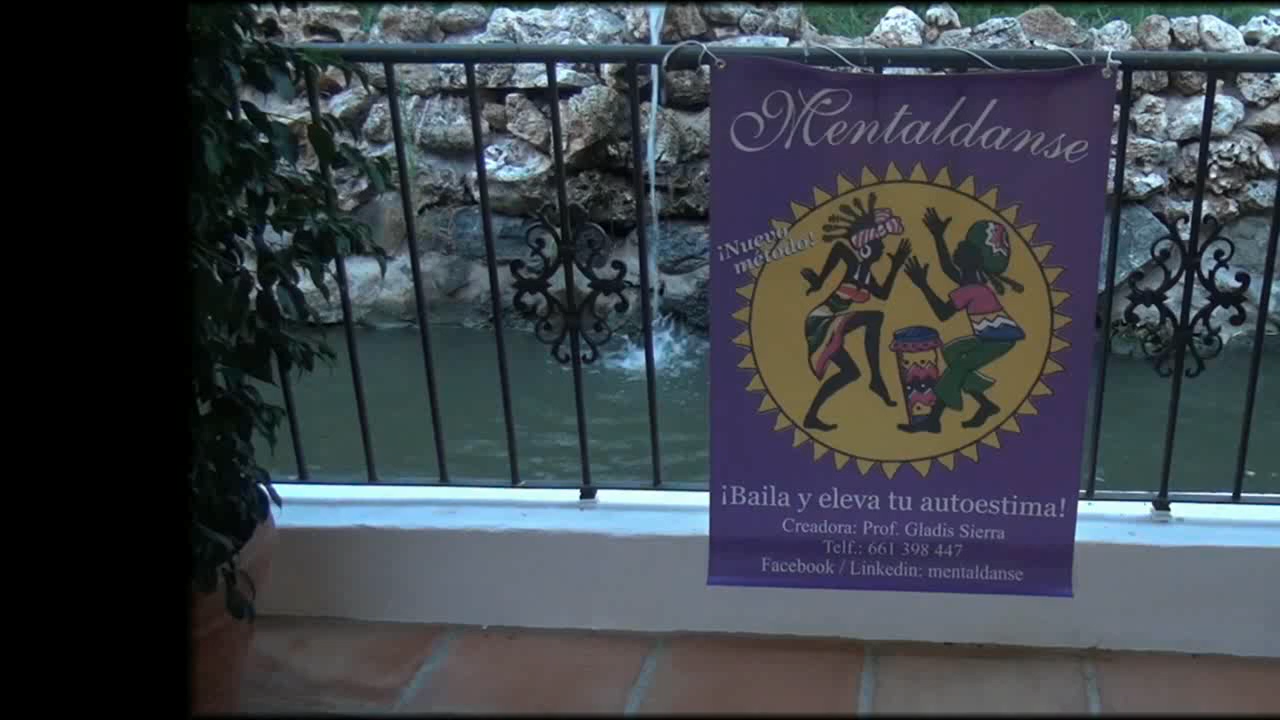 Mentaldanse
¡Nuevo
método!
¡Baila y eleva tu autoestima!
Creadora: Prof. Gladis Sierra
Telf.: 661 398 447
Facebook / Linkedin: mentaldanse